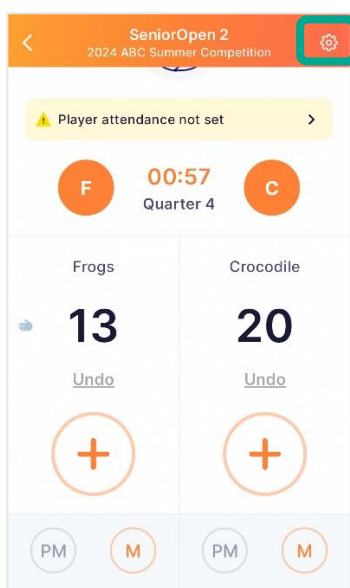 SeniorOpen 2
2024 ABC Summer Competition
Player attendance not set
F 00:57 C
Quarter 4
Frogs Crocodile
13 20
Undo Undo
+ +
PM M PM M